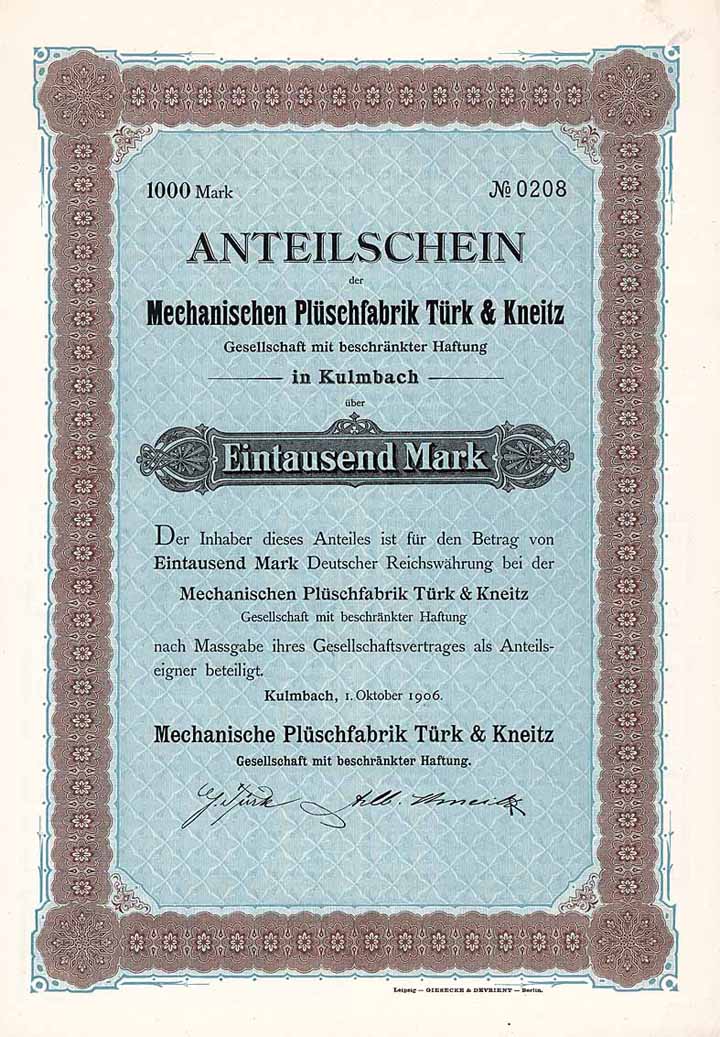 1000 Mark № 0208
ANTEILSCHEIN
der
Mechanischen Plüschfabrik Türk & Kneitz
Gesellschaft mit beschränkter Haftung
in Kulmbach
über
Eintausend Mark
Der Inhaber dieses Anteiles ist für den Betrag von
Eintausend Mark Deutscher Reichswährung bei der
Mechanischen Plüschfabrik Türk & Kneitz
Gesellschaft mit beschränkter Haftung
nach Massgabe ihres Gesellschaftsvertrages als Anteils-
eigner beteiligt.
Kulmbach, 1. Oktober 1906.
Mechanische Plüschfabrik Türk & Kneitz
Gesellschaft mit beschränkter Haftung.
Türk Kneitz
Leipzig — GIESECKE & DEVRIENT — Berlin.